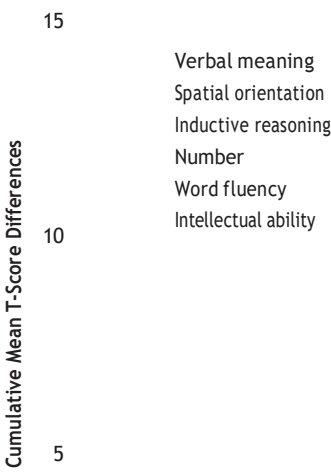 15
Verbal meaning
Spatial orientation
Inductive reasoning
Number
Word fluency
Intellectual ability
10
Cumulative Mean T-Score Differences
5